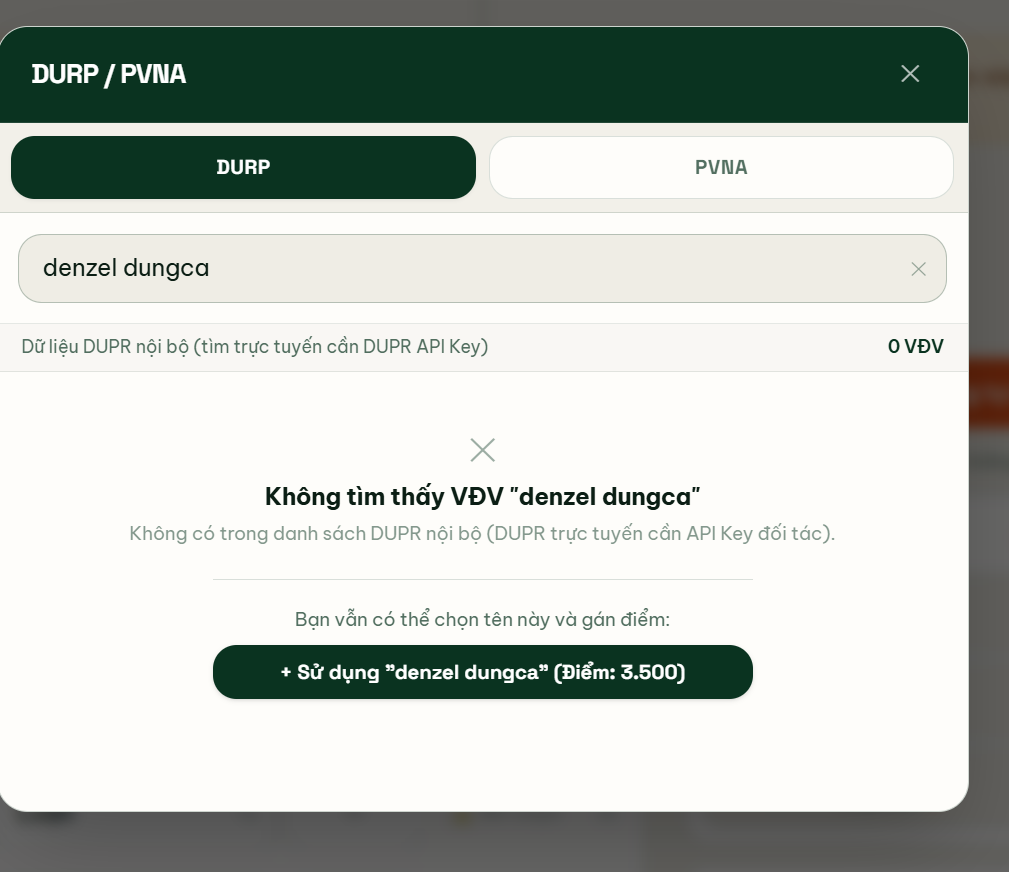 DURP / PVNA
DURP
PVNA
denzel dungca
Dữ liệu DUPR nội bộ (tìm trực tuyến cần DUPR API Key)
0 VĐV
Không tìm thấy VĐV "denzel dungca"
Không có trong danh sách DUPR nội bộ (DUPR trực tuyến cần API Key đối tác).
Bạn vẫn có thể chọn tên này và gán điểm:
+ Sử dụng "denzel dungca" (Điểm: 3.500)